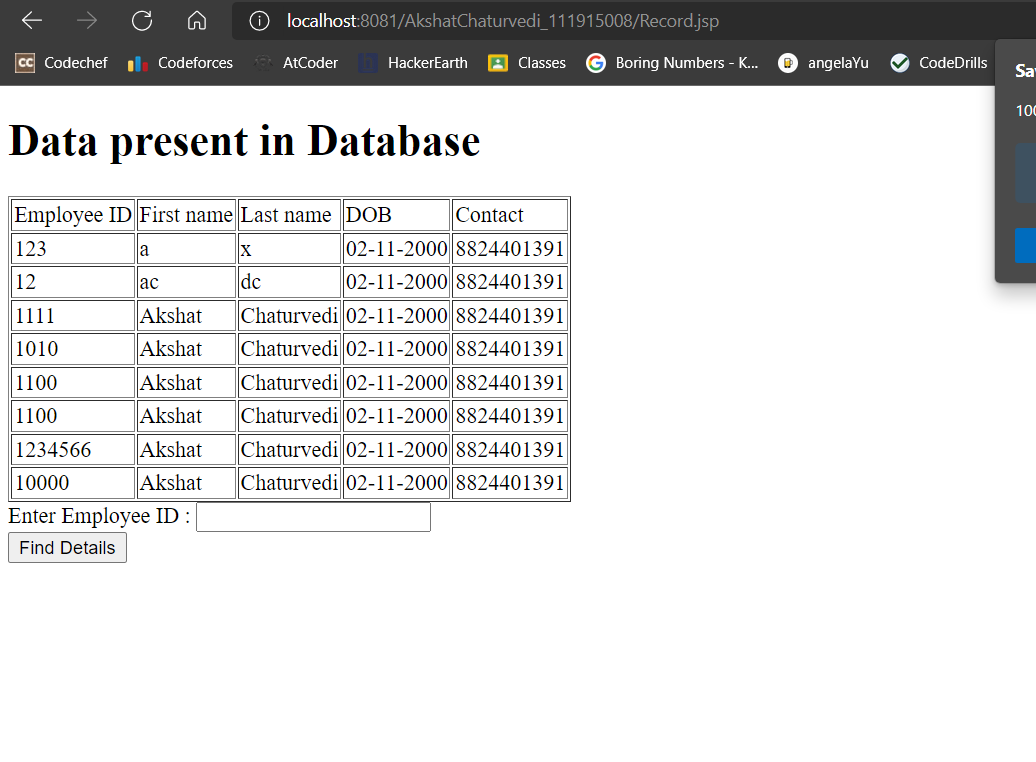 localhost:8081/AkshatChaturvedi_111915008/Record.jsp
CC Codechef Codeforces AtCoder HackerEarth Classes G Boring Numbers - K... angelaYu CodeDrills
Data present in Database
Employee ID First name Last name DOB Contact
123 a x 02-11-2000 8824401391
12 ac dc 02-11-2000 8824401391
1111 Akshat Chaturvedi 02-11-2000 8824401391
1010 Akshat Chaturvedi 02-11-2000 8824401391
1100 Akshat Chaturvedi 02-11-2000 8824401391
1100 Akshat Chaturvedi 02-11-2000 8824401391
1234566 Akshat Chaturvedi 02-11-2000 8824401391
10000 Akshat Chaturvedi 02-11-2000 8824401391
Enter Employee ID :
Find Details